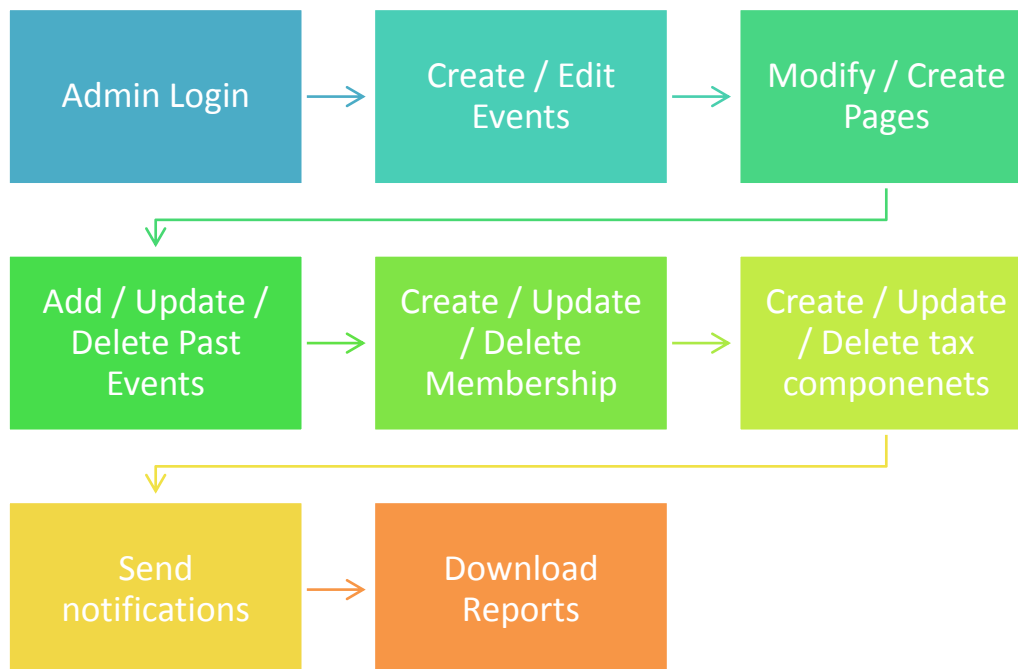 Admin Login
Create / Edit
Events
Modify / Create
Pages
Add / Update /
Delete Past
Events
Create / Update
/ Delete
Membership
Create / Update
/ Delete tax
componenets
Send
notifications
Download
Reports